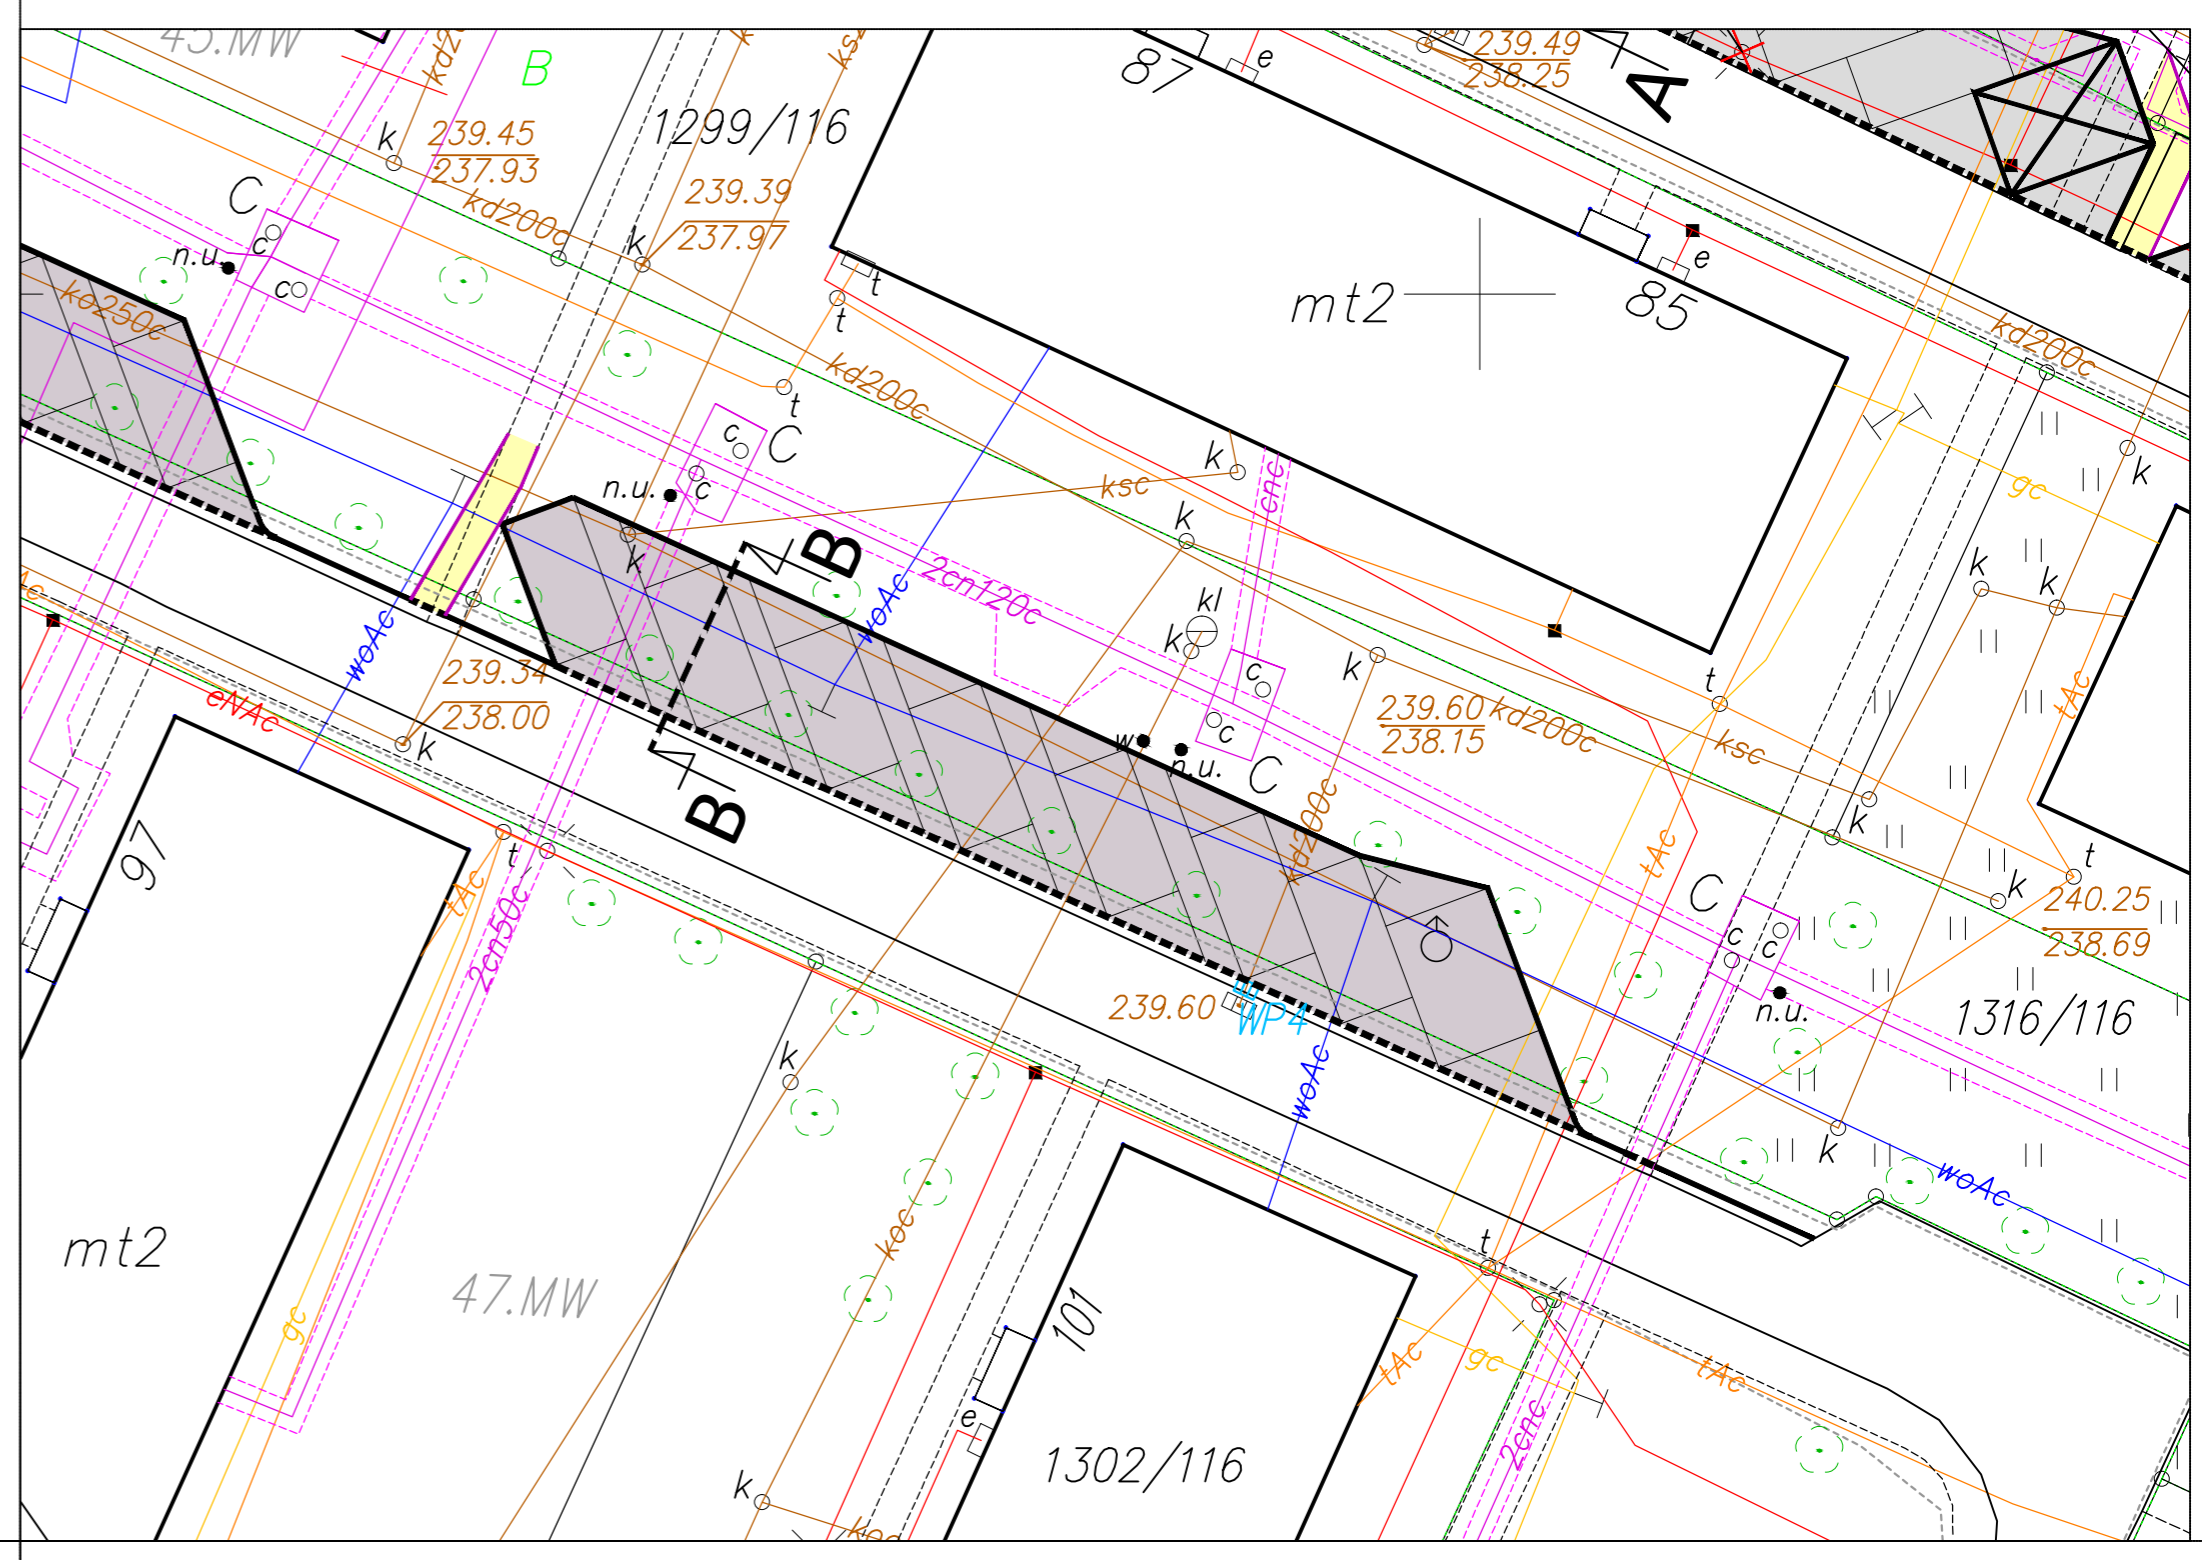 45.MW
B
87
e
239.49
238.25
A
1299/116
k
239.45
237.93
kd200c
239.39
237.97
k
C
c
n.u.
c
ko250c
t
t
kd200c
t
mt2
85
e
kd200c
k
C
c
c
n.u.
k
k
ksc
cnc
k
gc
B
woAc
2cn120c
kl
k
k
k
k
c
c
C
w
n.u.
239.60
238.15
kd200c
ksc
t
tAc
tAc
k
k
t
woAc
239.34
238.00
k
eNAc
B
97
t
tAc
2cn50c
kd200c
C
c
c
n.u.
240.25
238.69
1316/116
239.60
WP4
woAc
k
k
woAc
mt2
47.MW
gc
koc
101
e
1302/116
t
tAc
gc
tAc
2cnc
k